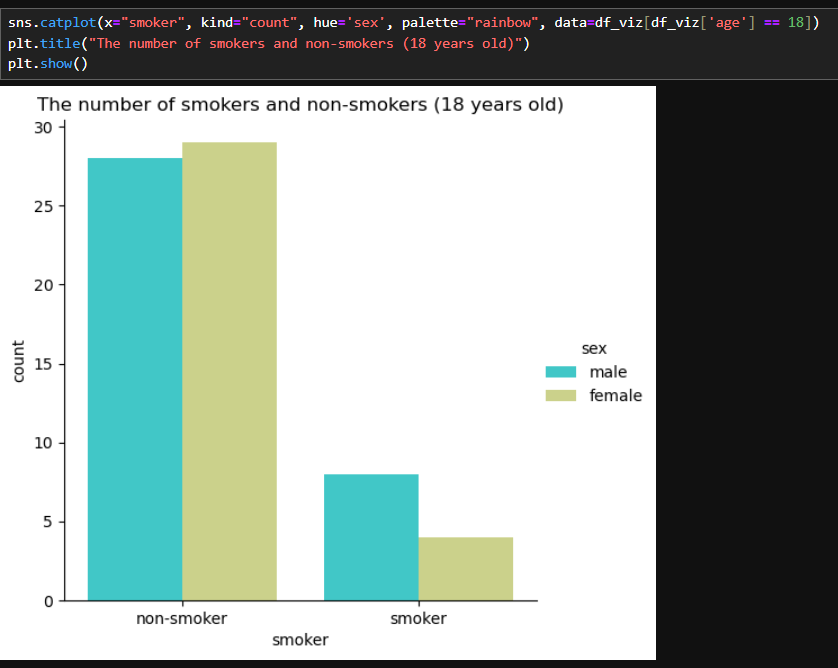 sns.catplot(x="smoker", kind="count", hue='sex', palette="rainbow", data=df_viz[df_viz['age'] == 18])
plt.title("The number of smokers and non-smokers (18 years old)")
plt.show()
The number of smokers and non-smokers (18 years old)
30
25
20
15
10
5
0
count
non-smoker
smoker
smoker
sex
male
female